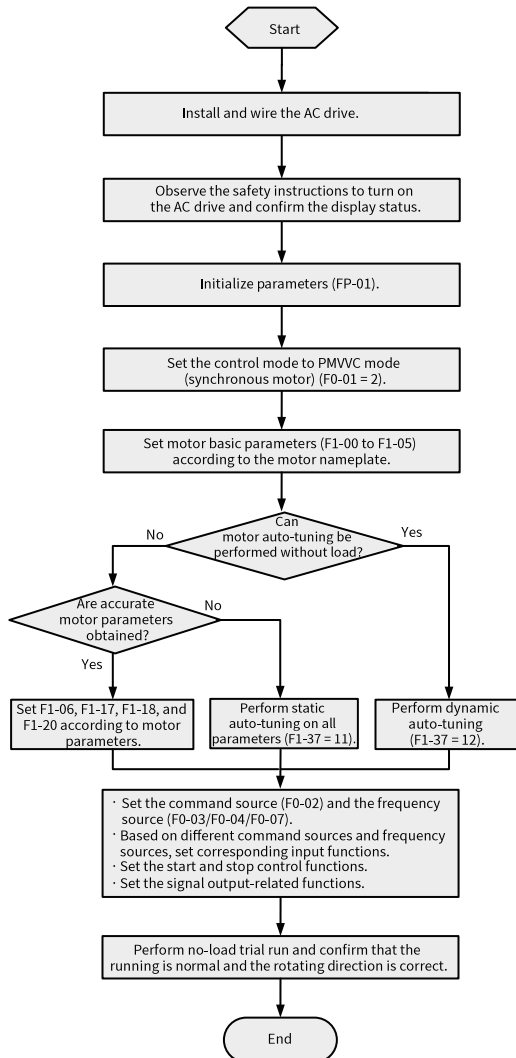 Start
Install and wire the AC drive.
Observe the safety instructions to turn on
the AC drive and confirm the display status.
Initialize parameters (FP-01).
Set the control mode to PMVVC mode
(synchronous motor) (F0-01 = 2).
Set motor basic parameters (F1-00 to F1-05)
according to the motor nameplate.
Can
motor auto-tuning be
performed without load?
No
Yes
Are accurate
motor parameters
obtained?
No
Yes
Set F1-06, F1-17, F1-18, and
F1-20 according to motor
parameters.
Perform static
auto-tuning on all
parameters (F1-37 = 11).
Perform dynamic
auto-tuning
(F1-37 = 12).
· Set the command source (F0-02) and the frequency
source (F0-03/F0-04/F0-07).
· Based on different command sources and frequency
sources, set corresponding input functions.
· Set the start and stop control functions.
· Set the signal output-related functions.
Perform no-load trial run and confirm that the
running is normal and the rotating direction is correct.
End